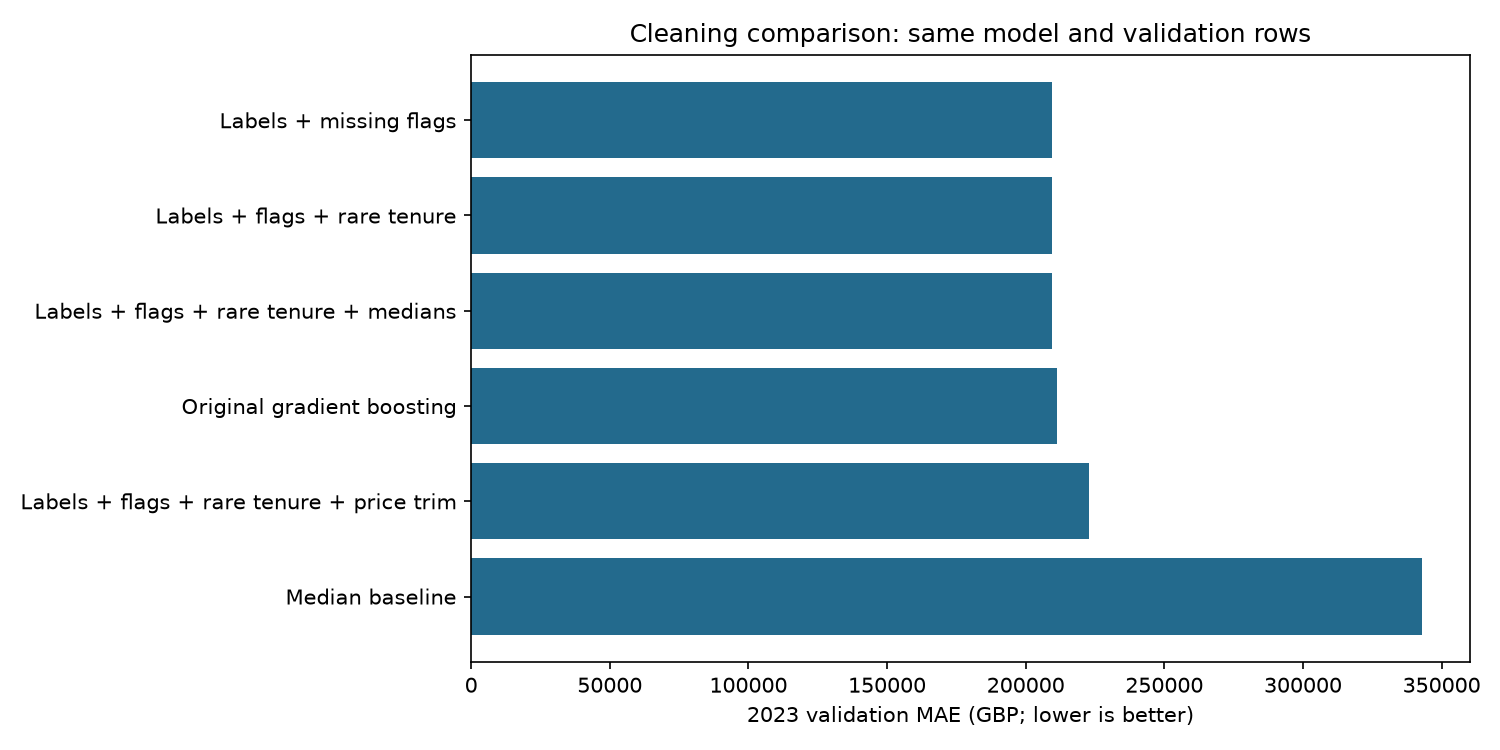 Cleaning comparison: same model and validation rows
Labels + missing flags
Labels + flags + rare tenure
Labels + flags + rare tenure + medians
Original gradient boosting
Labels + flags + rare tenure + price trim
Median baseline
0 50000 100000 150000 200000 250000 300000 350000
2023 validation MAE (GBP; lower is better)